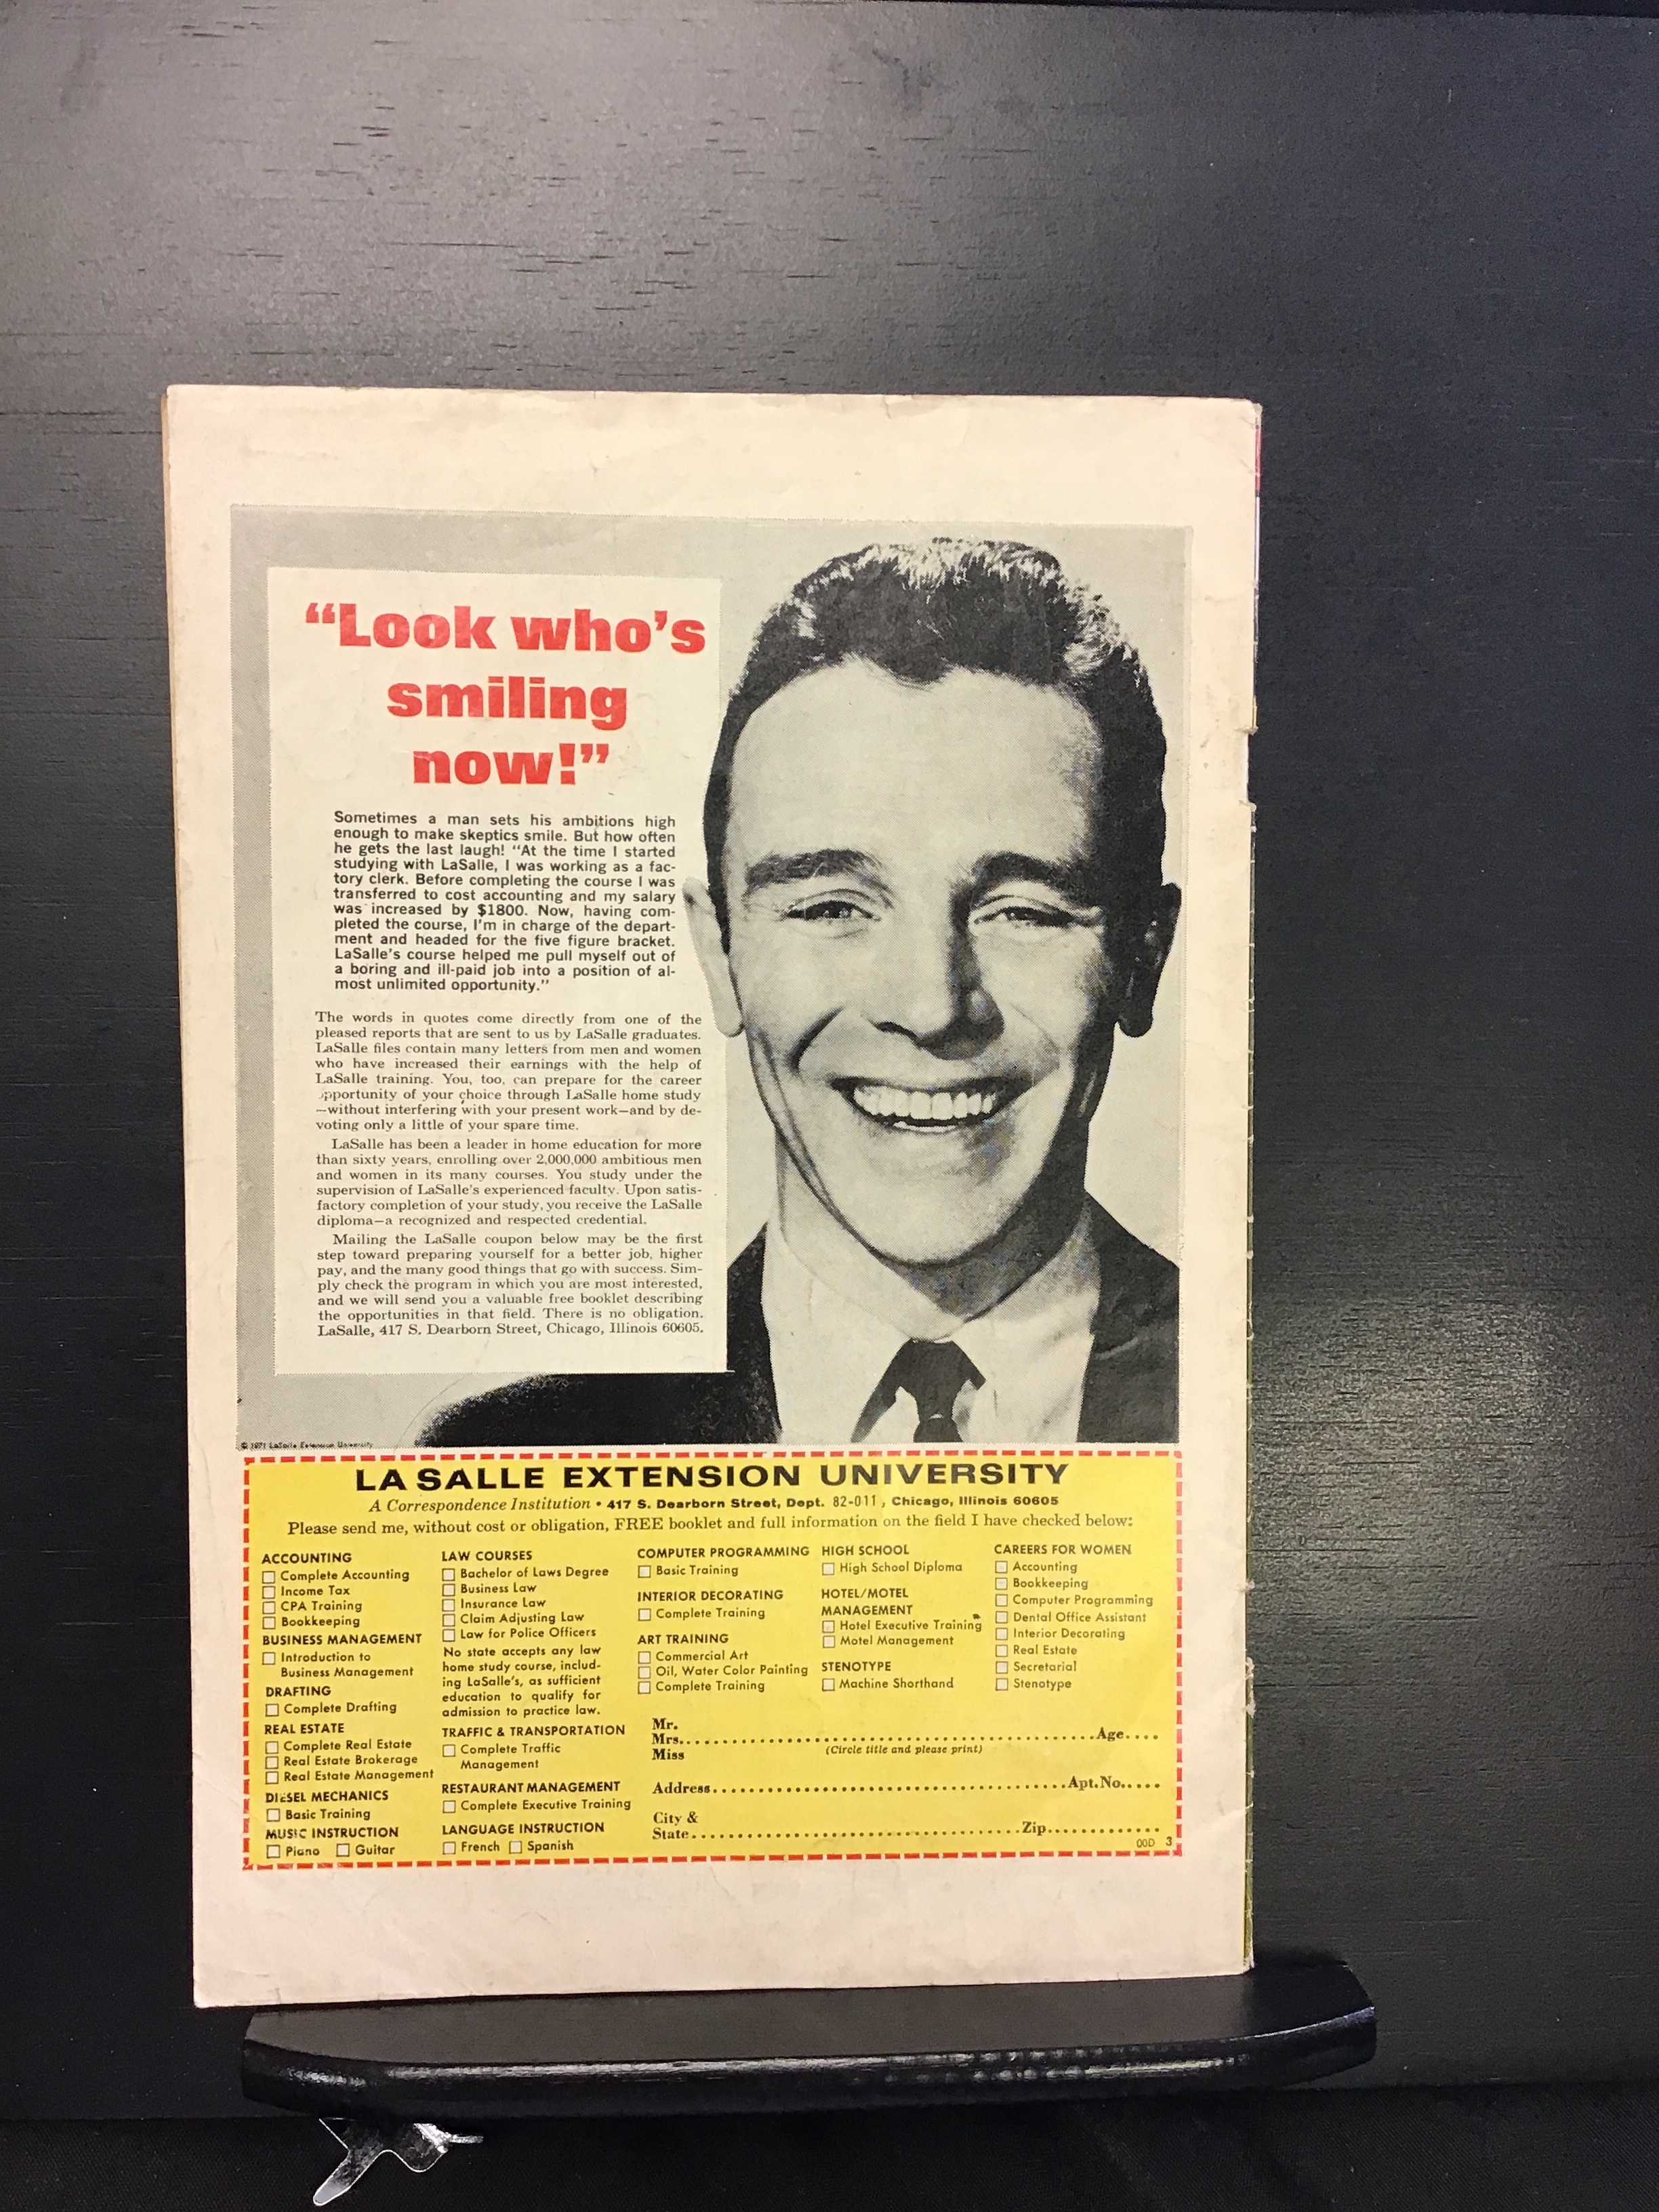 “Look who’s
smiling
now!”
Sometimes a man sets his ambitions high
enough to make skeptics smile. But how often
he gets the last laugh! “At the time I started
studying with LaSalle, I was working as a fac-
tory clerk. Before completing the course I was
transferred to cost accounting and my salary
was increased by $1800. Now, having com-
pleted the course, I’m in charge of the depart-
ment and headed for the five figure bracket.
LaSalle’s course helped me pull myself out of
a boring and ill-paid job into a position of al-
most unlimited opportunity.”
The words in quotes come directly from one of the
pleased reports that are sent to us by LaSalle graduates.
LaSalle files contain many letters from men and women
who have increased their earnings with the help of
LaSalle training. You, too, can prepare for the career
opportunity of your choice through LaSalle home study
—without interfering with your present work—and by de-
voting only a little of your spare time.
LaSalle has been a leader in home education for more
than sixty years, enrolling over 2,000,000 ambitious men
and women in its many courses. You study under the
supervision of LaSalle’s experienced faculty. Upon satis-
factory completion of your study, you receive the LaSalle
diploma—a recognized and respected credential.
Mailing the LaSalle coupon below may be the first
step toward preparing yourself for a better job, higher
pay, and the many good things that go with success. Sim-
ply check the program in which you are most interested,
and we will send you a valuable free booklet describing
the opportunities in that field. There is no obligation.
LaSalle, 417 S. Dearborn Street, Chicago, Illinois 60605.
© 1971 LaSalle Extension University
LA SALLE EXTENSION UNIVERSITY
A Correspondence Institution • 417 S. Dearborn Street, Dept. 82-011, Chicago, Illinois 60605
Please send me, without cost or obligation, FREE booklet and full information on the field I have checked below:
ACCOUNTING
Complete Accounting
Income Tax
CPA Training
Bookkeeping
BUSINESS MANAGEMENT
Introduction to
Business Management
DRAFTING
Complete Drafting
REAL ESTATE
Complete Real Estate
Real Estate Brokerage
Real Estate Management
DIESEL MECHANICS
Basic Training
MUSIC INSTRUCTION
Piano Guitar
LAW COURSES
Bachelor of Laws Degree
Business Law
Insurance Law
Claim Adjusting Law
Law for Police Officers
No state accepts any law
home study course, includ-
ing LaSalle’s, as sufficient
education to qualify for
admission to practice law.
TRAFFIC & TRANSPORTATION
Complete Traffic
Management
RESTAURANT MANAGEMENT
Complete Executive Training
LANGUAGE INSTRUCTION
French Spanish
COMPUTER PROGRAMMING
Basic Training
INTERIOR DECORATING
Complete Training
ART TRAINING
Commercial Art
Oil, Water Color Painting
Complete Training
HIGH SCHOOL
High School Diploma
HOTEL/MOTEL
MANAGEMENT
Hotel Executive Training
Motel Management
STENOTYPE
Machine Shorthand
CAREERS FOR WOMEN
Accounting
Bookkeeping
Computer Programming
Dental Office Assistant
Interior Decorating
Real Estate
Secretarial
Stenotype
Mr.
Mrs. Age
Miss (Circle title and please print)
Address Apt. No.
City &
State Zip
00D 3